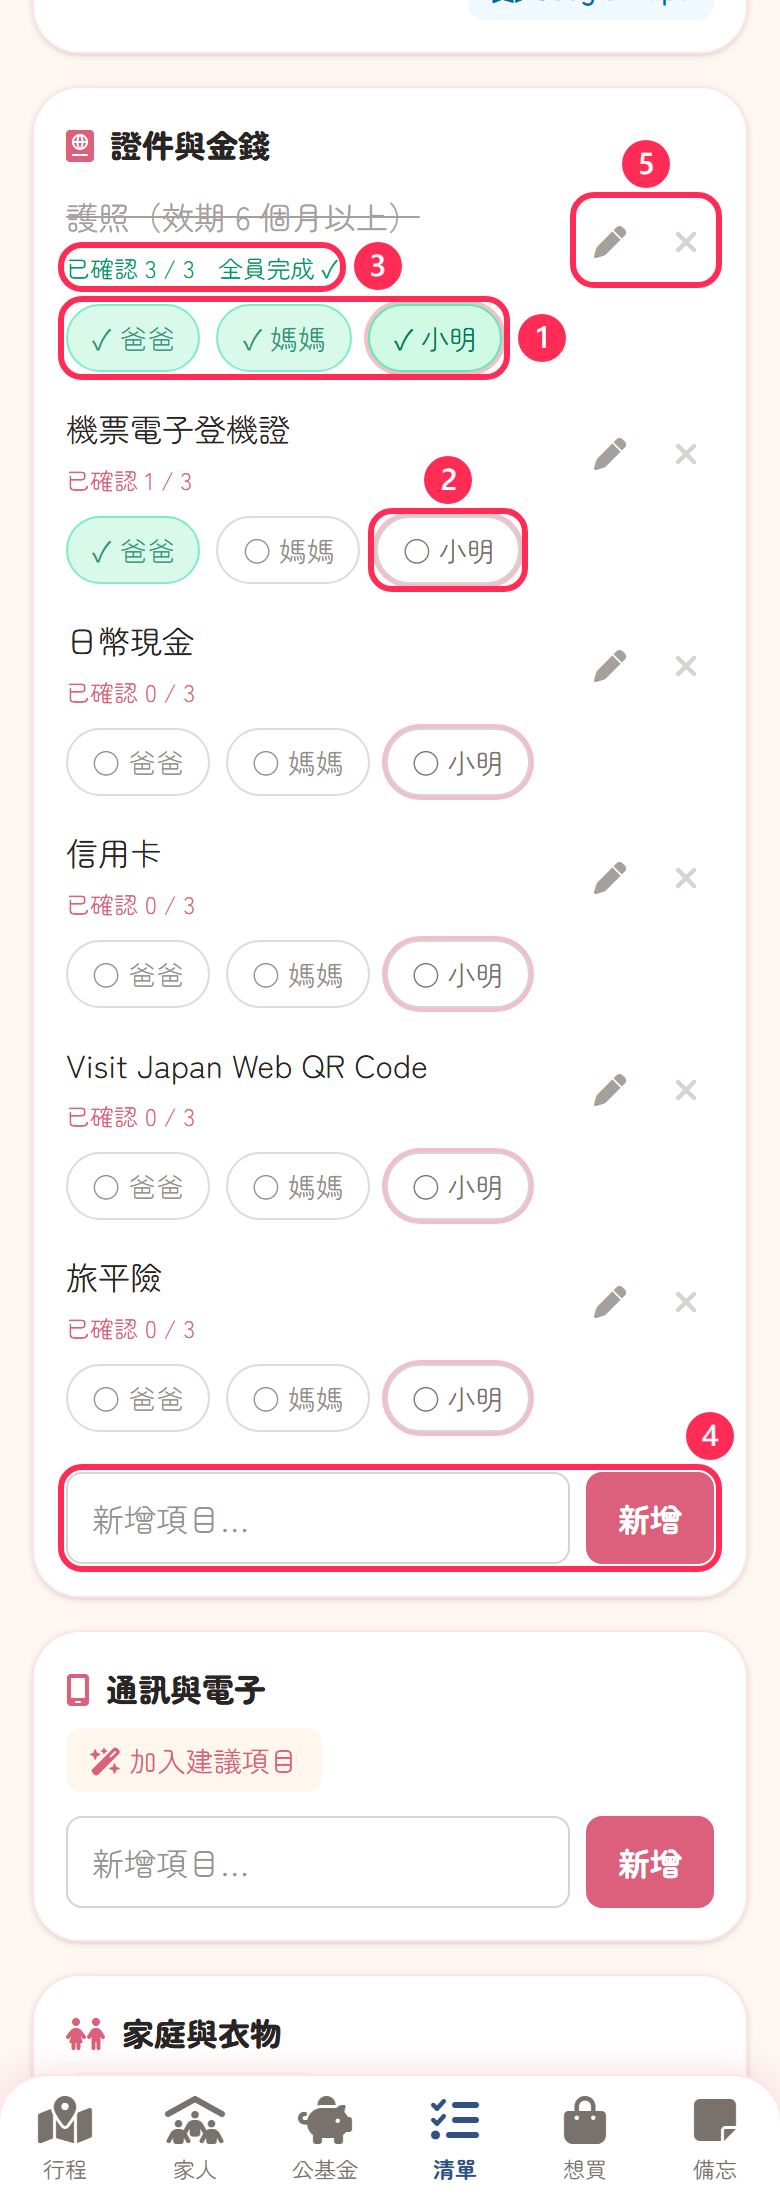 證件與金錢
5
護照（效期 6 個月以上）
已確認 3 / 3 全員完成 ✓
3
✓ 爸爸 ✓ 媽媽 ✓ 小明
1
機票電子登機證
已確認 1 / 3
2
✓ 爸爸 ○ 媽媽 ○ 小明
日幣現金
已確認 0 / 3
○ 爸爸 ○ 媽媽 ○ 小明
信用卡
已確認 0 / 3
○ 爸爸 ○ 媽媽 ○ 小明
Visit Japan Web QR Code
已確認 0 / 3
○ 爸爸 ○ 媽媽 ○ 小明
旅平險
已確認 0 / 3
○ 爸爸 ○ 媽媽 ○ 小明
4
新增項目... 新增
通訊與電子
加入建議項目
新增項目... 新增
家庭與衣物
行程 家人 公基金 清單 想買 備忘